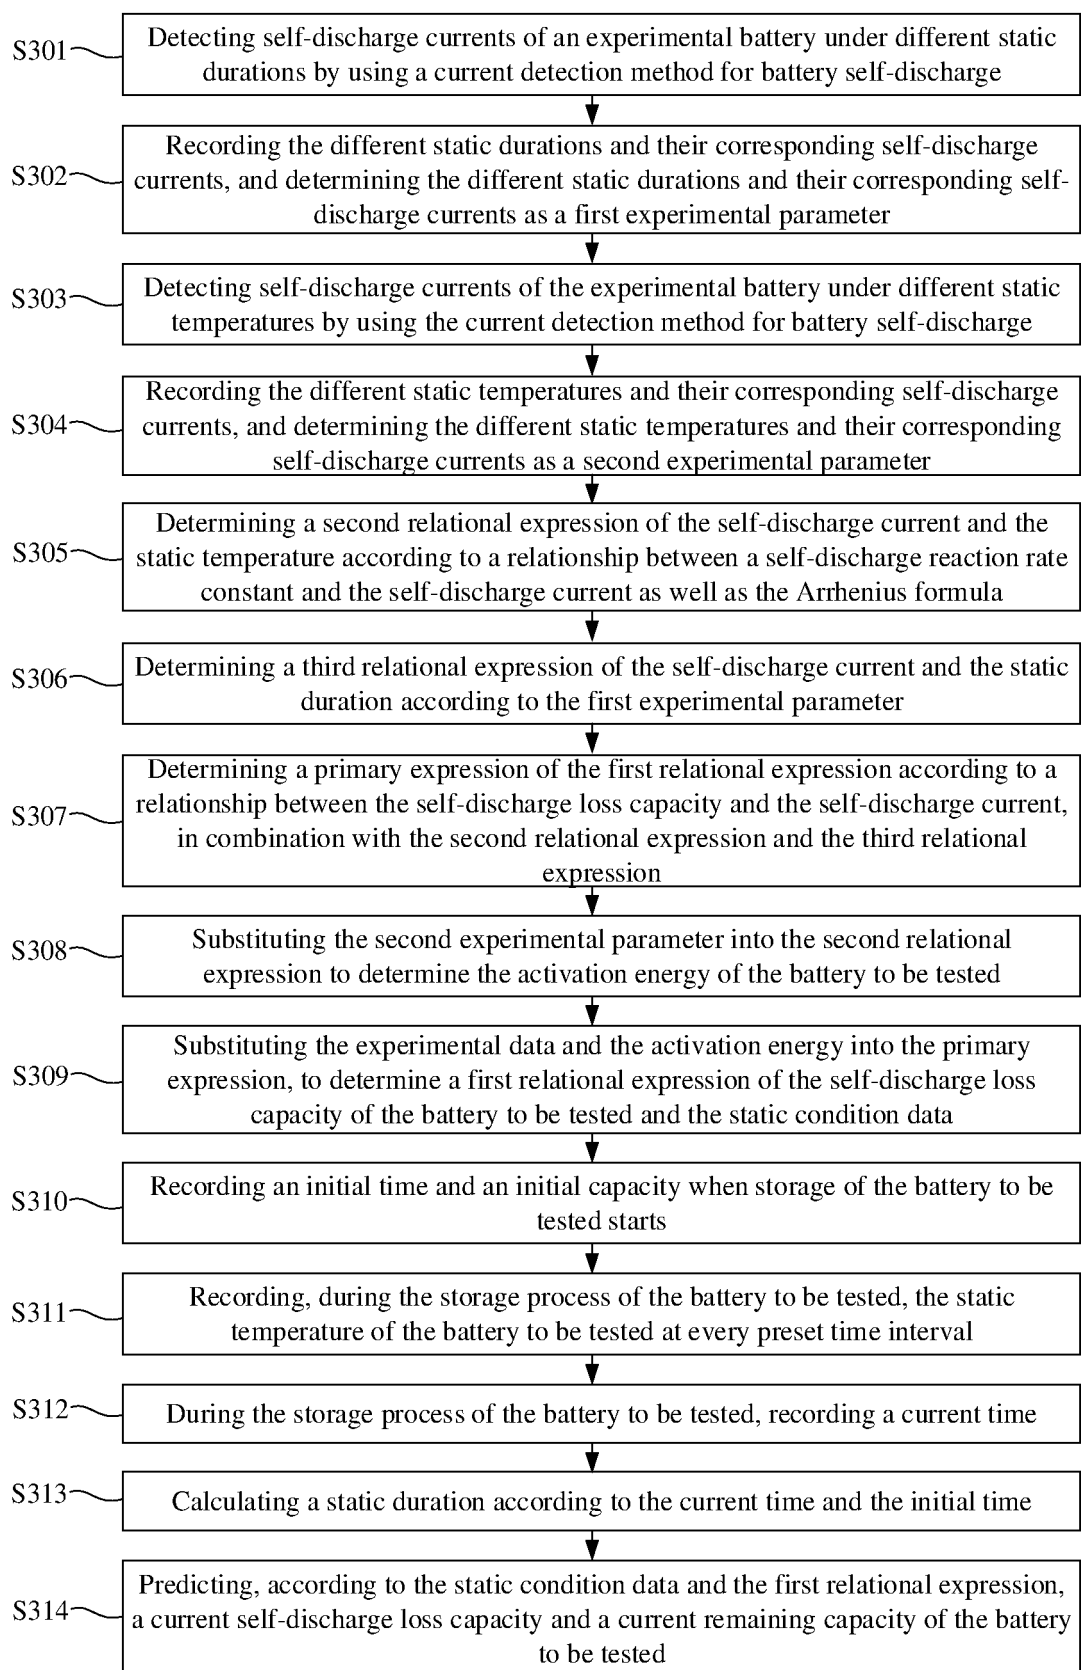 S301
Detecting self-discharge currents of an experimental battery under different static
durations by using a current detection method for battery self-discharge
S302
Recording the different static durations and their corresponding self-discharge
currents, and determining the different static durations and their corresponding self-
discharge currents as a first experimental parameter
S303
Detecting self-discharge currents of the experimental battery under different static
temperatures by using the current detection method for battery self-discharge
S304
Recording the different static temperatures and their corresponding self-discharge
currents, and determining the different static temperatures and their corresponding
self-discharge currents as a second experimental parameter
S305
Determining a second relational expression of the self-discharge current and the
static temperature according to a relationship between a self-discharge reaction rate
constant and the self-discharge current as well as the Arrhenius formula
S306
Determining a third relational expression of the self-discharge current and the static
duration according to the first experimental parameter
S307
Determining a primary expression of the first relational expression according to a
relationship between the self-discharge loss capacity and the self-discharge current,
in combination with the second relational expression and the third relational
expression
S308
Substituting the second experimental parameter into the second relational
expression to determine the activation energy of the battery to be tested
S309
Substituting the experimental data and the activation energy into the primary
expression, to determine a first relational expression of the self-discharge loss
capacity of the battery to be tested and the static condition data
S310
Recording an initial time and an initial capacity when storage of the battery to be
tested starts
S311
Recording, during the storage process of the battery to be tested, the static
temperature of the battery to be tested at every preset time interval
S312
During the storage process of the battery to be tested, recording a current time
S313
Calculating a static duration according to the current time and the initial time
S314
Predicting, according to the static condition data and the first relational expression,
a current self-discharge loss capacity and a current remaining capacity of the battery
to be tested